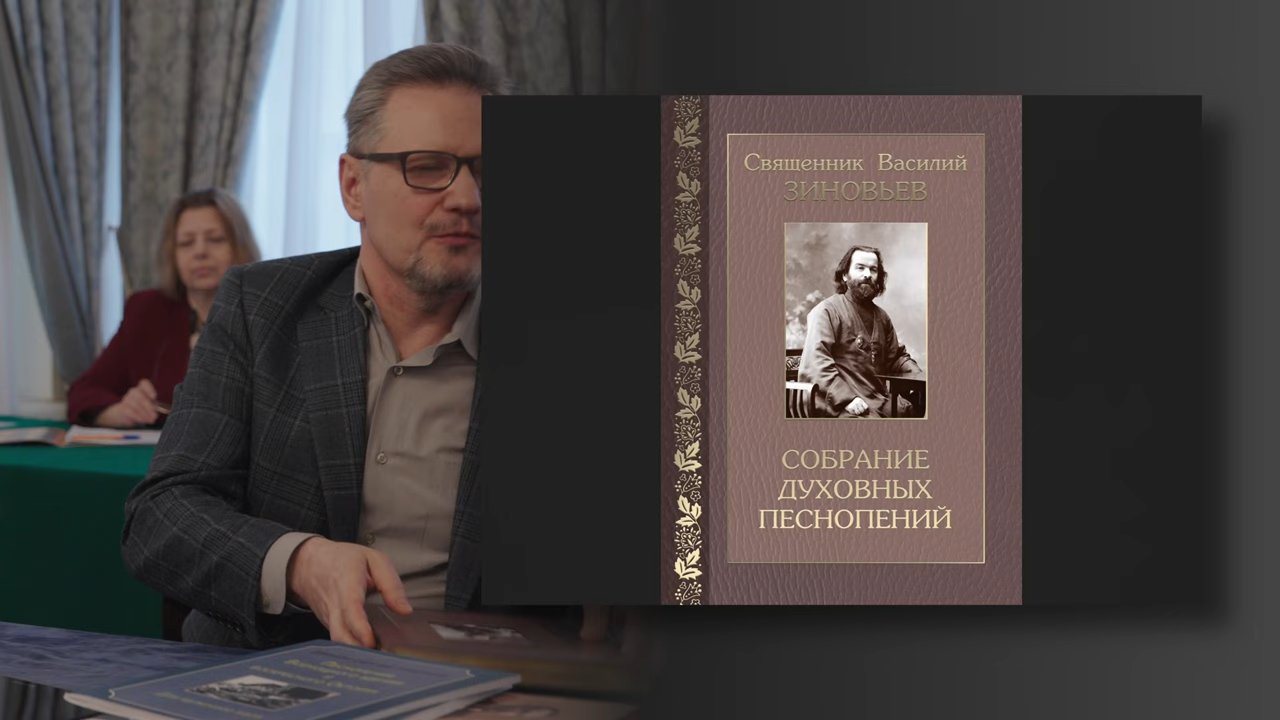 Священник Василий
ЗИНОВЬЕВ
СОБРАНИЕ
ДУХОВНЫХ
ПЕСНОПЕНИЙ